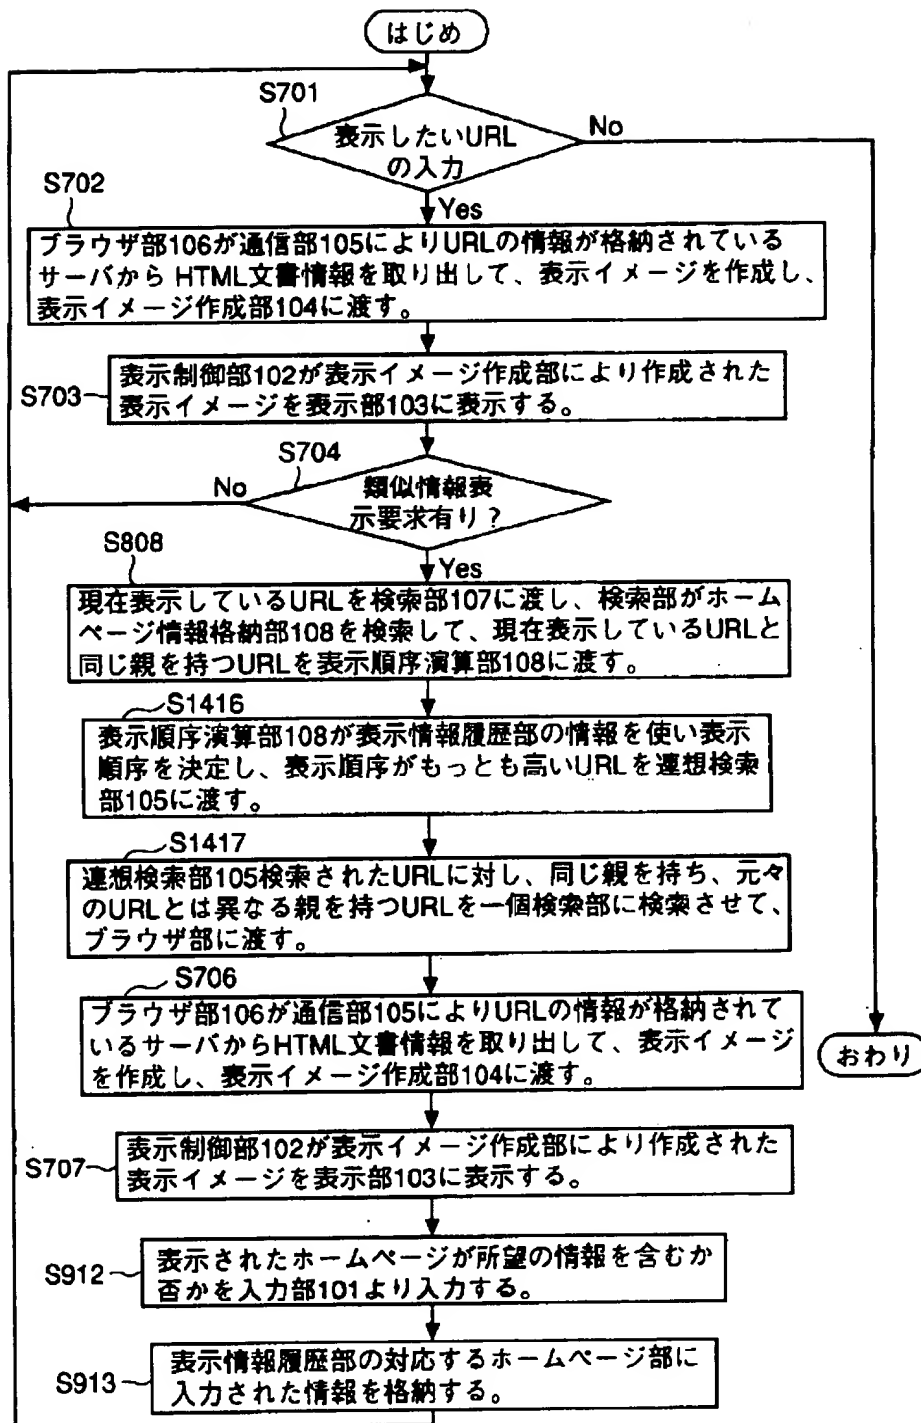 はじめ
S701
表示したいURL
の入力
No
Yes
S702
ブラウザ部106が通信部105によりURLの情報が格納されている
サーバから HTML文書情報を取り出して、表示イメージを作成し、
表示イメージ作成部104に渡す。
S703
表示制御部102が表示イメージ作成部により作成された
表示イメージを表示部103に表示する。
S704
類似情報表
示要求有り?
No
Yes
S808
現在表示しているURLを検索部107に渡し、検索部がホーム
ページ情報格納部108を検索して、現在表示しているURLと
同じ親を持つURLを表示順序演算部108に渡す。
S1416
表示順序演算部108が表示情報履歴部の情報を使い表示
順序を決定し、表示順序がもっとも高いURLを連想検索
部105に渡す。
S1417
連想検索部105検索されたURLに対し、同じ親を持ち、元々
のURLとは異なる親を持つURLを一個検索部に検索させて、
ブラウザ部に渡す。
S706
ブラウザ部106が通信部105によりURLの情報が格納されて
いるサーバからHTML文書情報を取り出して、表示イメージ
を作成し、表示イメージ作成部104に渡す。
おわり
S707
表示制御部102が表示イメージ作成部により作成された
表示イメージを表示部103に表示する。
S912
表示されたホームページが所望の情報を含むか
否かを入力部101より入力する。
S913
表示情報履歴部の対応するホームページ部に
入力された情報を格納する。